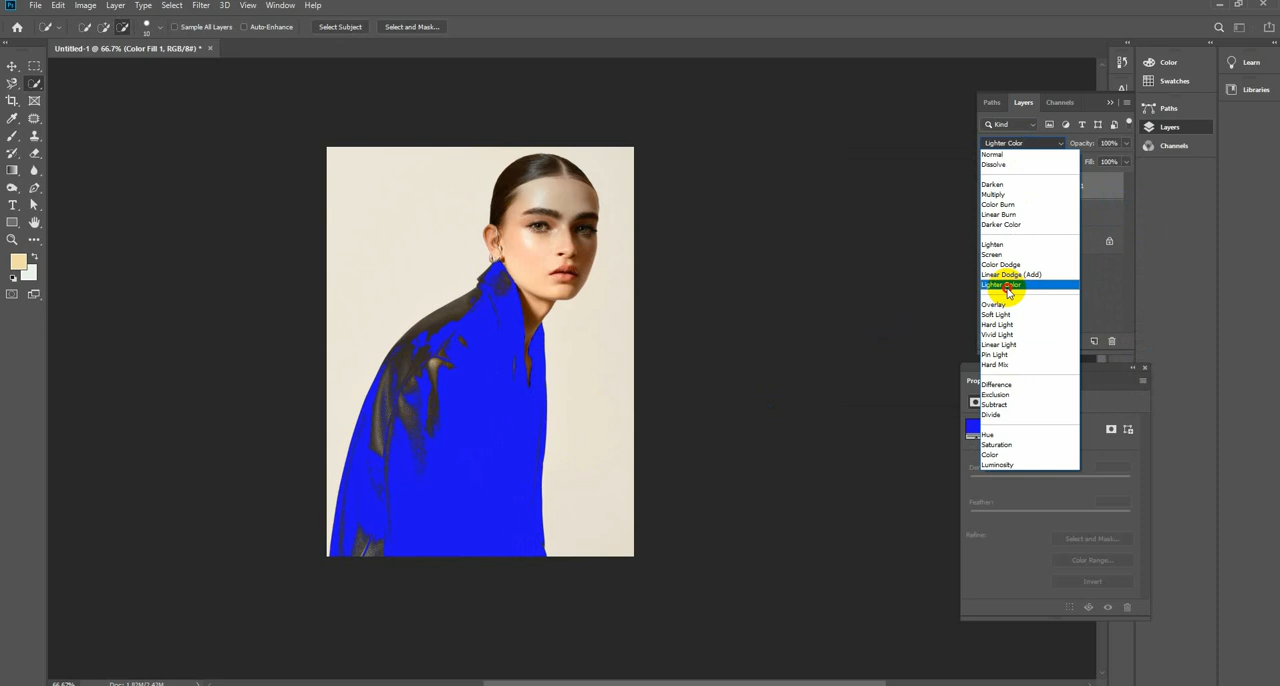 Ps File Edit Image Layer Type Select Filter 3D View Window Help
10 Sample All Layers Auto-Enhance Select Subject Select and Mask...
Untitled-1 @ 66.7% (Color Fill 1, RGB/8#) * ×
Color Learn
Swatches Libraries
Paths Layers Channels
Paths
Kind
Layers
Lighter Color Opacity: 100%
Channels
Normal
Fill: 100%
Dissolve
Darken
1
Multiply
Color Burn
Linear Burn
Darker Color
Lighten
Screen
Color Dodge
Linear Dodge (Add)
Lighter Color
Overlay
Soft Light
Hard Light
Vivid Light
Linear Light
Pin Light
Hard Mix
Difference
Exclusion
Subtract
Divide
Hue
Saturation
Color
Luminosity
Feather:
Refine: Select and Mask...
Color Range...
Invert
66.67%